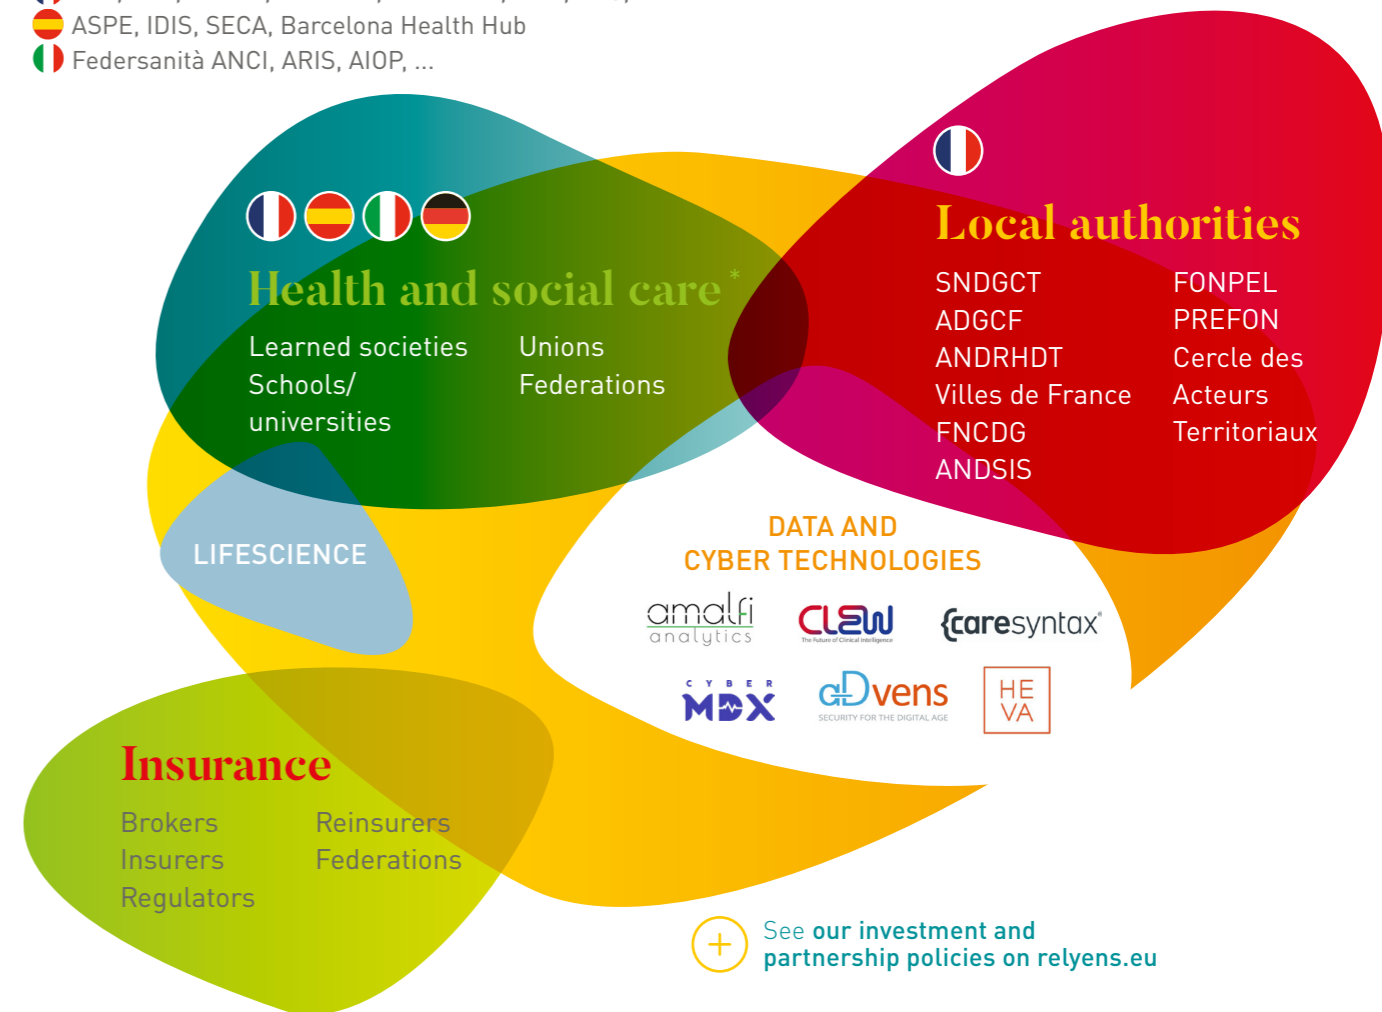 ASPE, IDIS, SECA, Barcelona Health Hub
Federsanità ANCI, ARIS, AIOP, ...
Health and social care*
Learned societies
Schools/
universities
Unions
Federations
Local authorities
SNDGCT
ADGCF
ANDRHDT
Villes de France
FNCDG
ANDSIS
FONPEL
PREFON
Cercle des
Acteurs
Territoriaux
LIFESCIENCE
DATA AND
CYBER TECHNOLOGIES
amalfi
analytics
CLEW
The Future of Clinical Intelligence
{caresyntax®
CYBER
MDX
aDvens
SECURITY FOR THE DIGITAL AGE
HE
VA
Insurance
Brokers
Insurers
Regulators
Reinsurers
Federations
+
See our investment and
partnership policies on relyens.eu